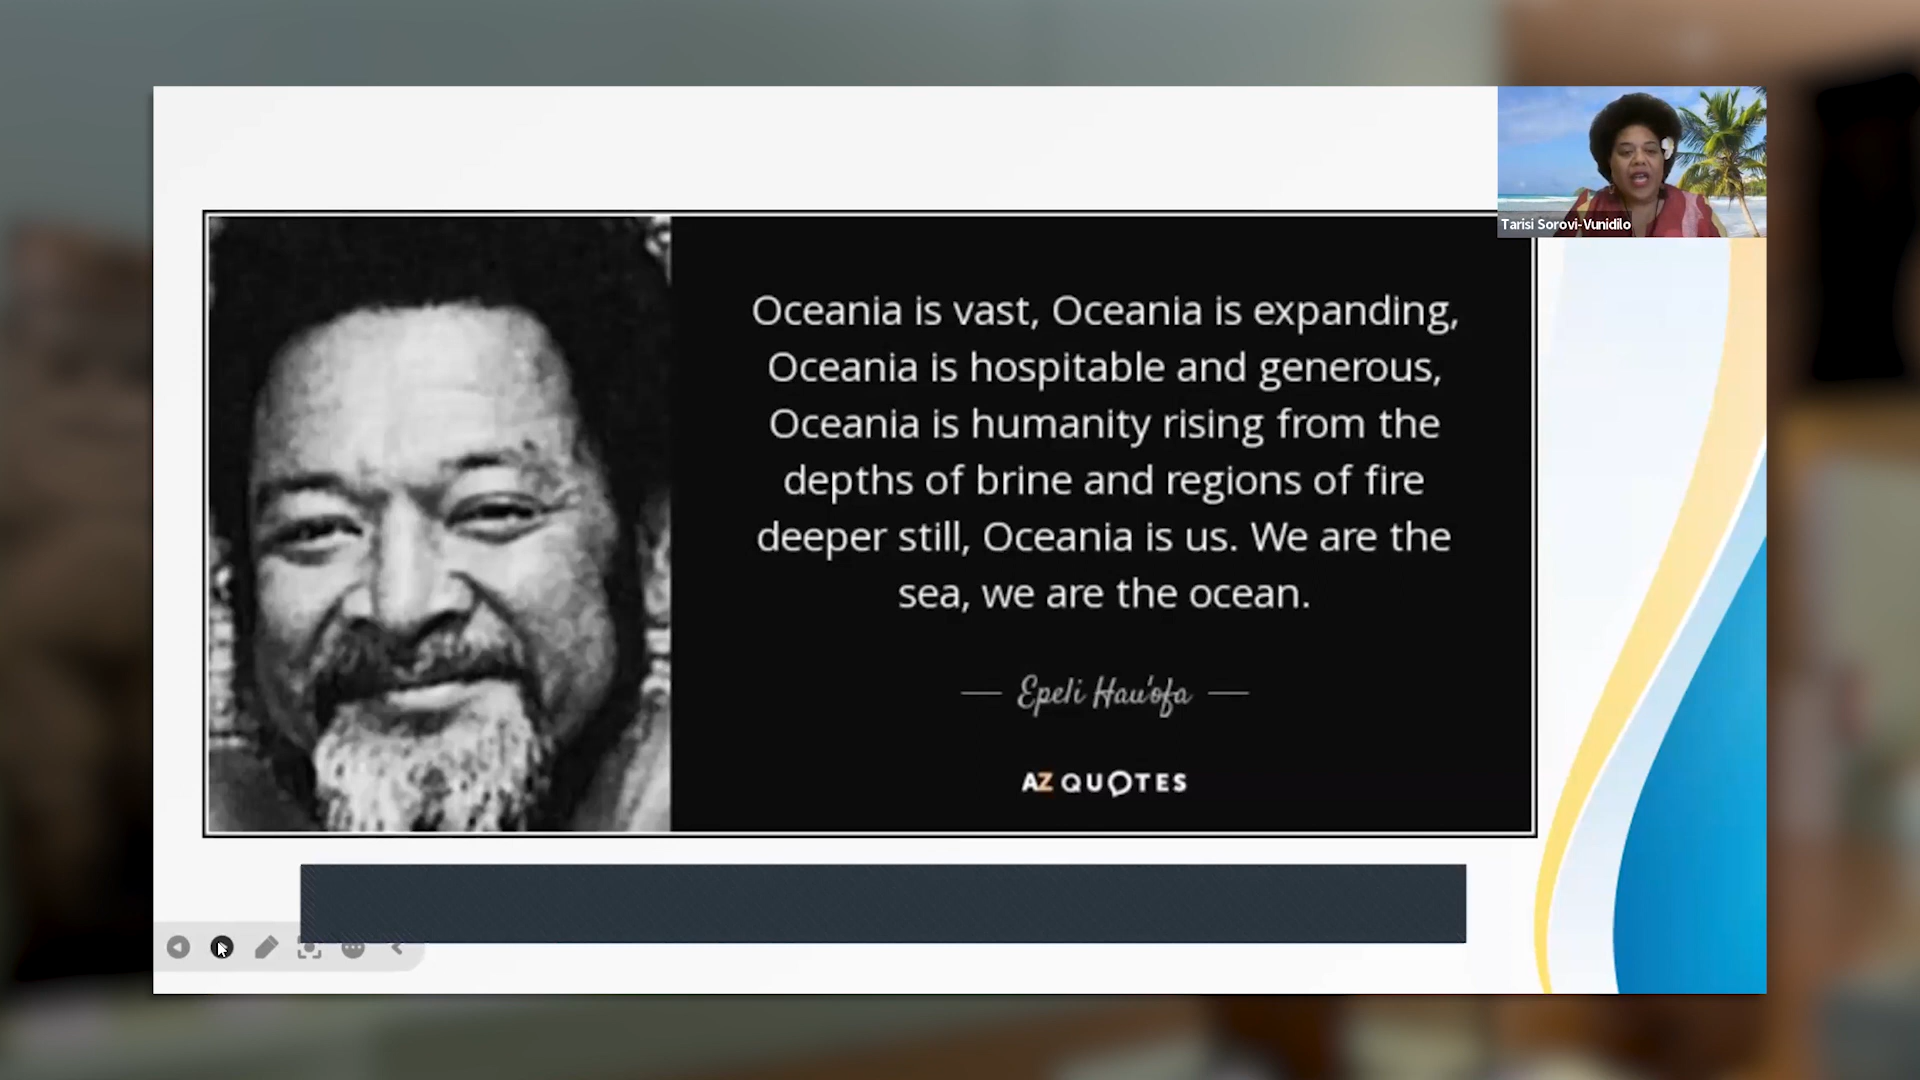 Tarisi Sorovi-Vunidilo
Oceania is vast, Oceania is expanding,
Oceania is hospitable and generous,
Oceania is humanity rising from the
depths of brine and regions of fire
deeper still, Oceania is us. We are the
sea, we are the ocean.
Epeli Hau'ofa
AZ QUOTES